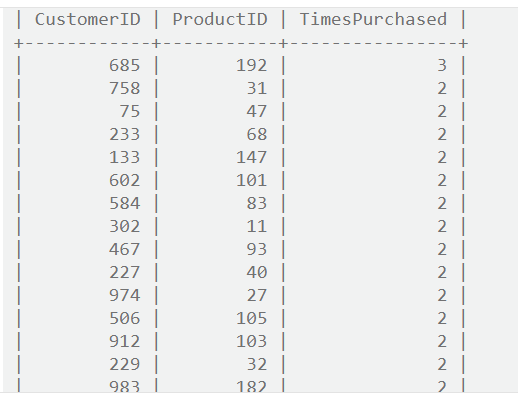 | CustomerID | ProductID | TimesPurchased |
+------------+-----------+----------------+
| 685 | 192 | 3 |
| 758 | 31 | 2 |
| 75 | 47 | 2 |
| 233 | 68 | 2 |
| 133 | 147 | 2 |
| 602 | 101 | 2 |
| 584 | 83 | 2 |
| 302 | 11 | 2 |
| 467 | 93 | 2 |
| 227 | 40 | 2 |
| 974 | 27 | 2 |
| 506 | 105 | 2 |
| 912 | 103 | 2 |
| 229 | 32 | 2 |
| 983 | 182 | 2 |